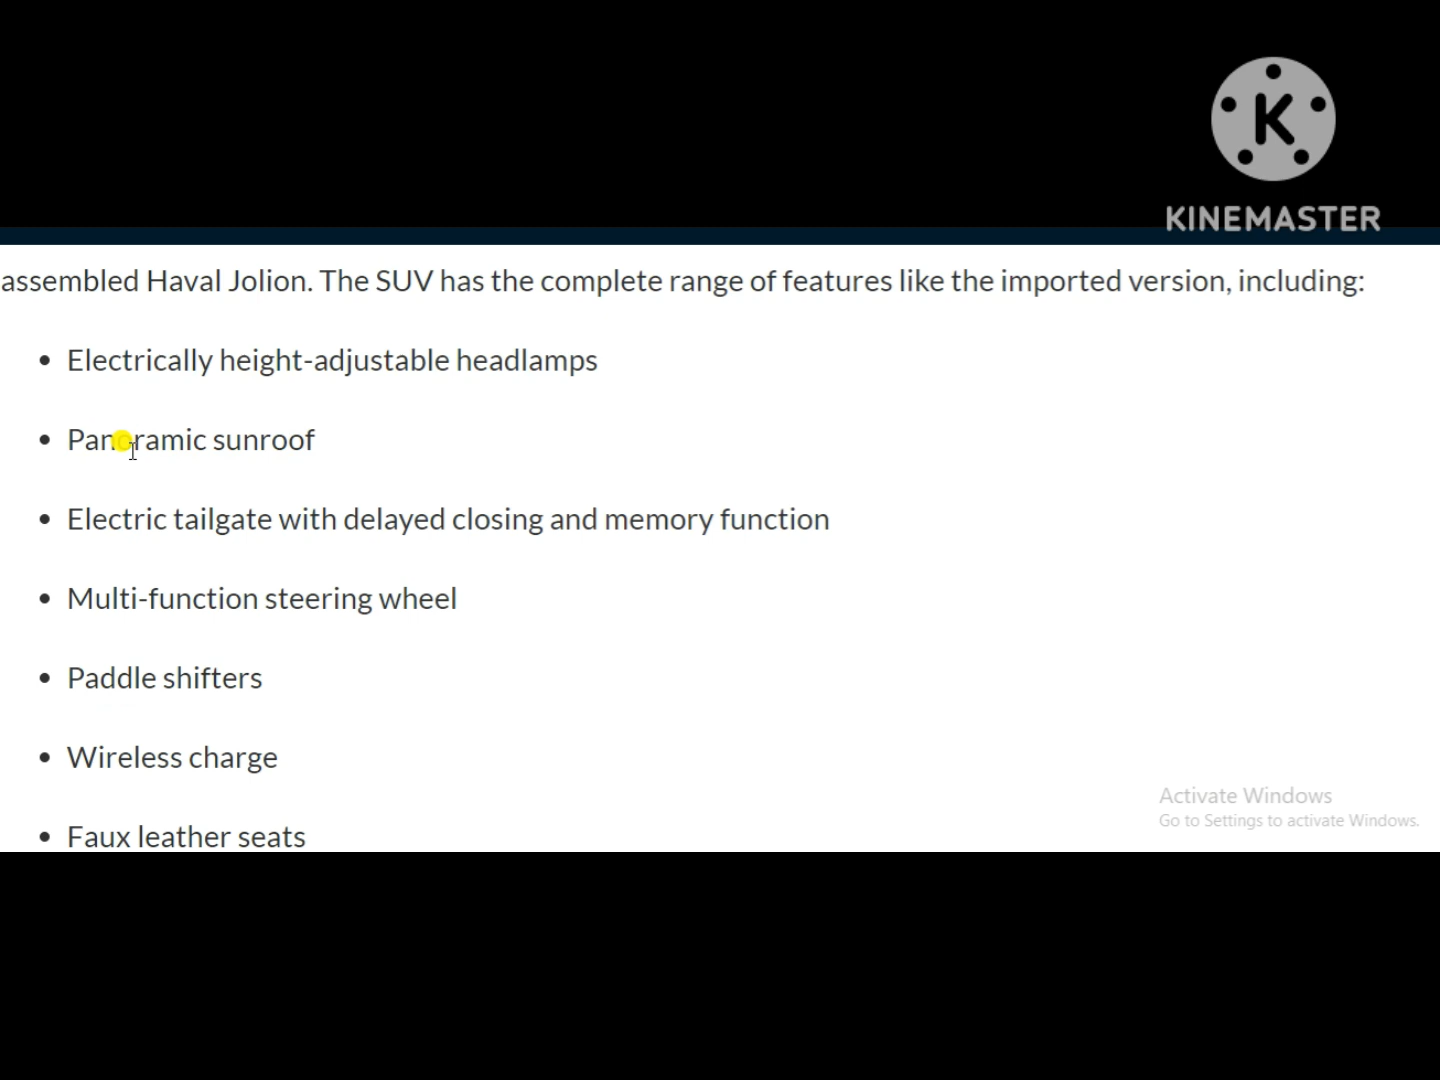 K
KINEMASTER
assembled Haval Jolion. The SUV has the complete range of features like the imported version, including:
• Electrically height-adjustable headlamps
• Panoramic sunroof
• Electric tailgate with delayed closing and memory function
• Multi-function steering wheel
• Paddle shifters
• Wireless charge
• Faux leather seats
Activate Windows
Go to Settings to activate Windows.